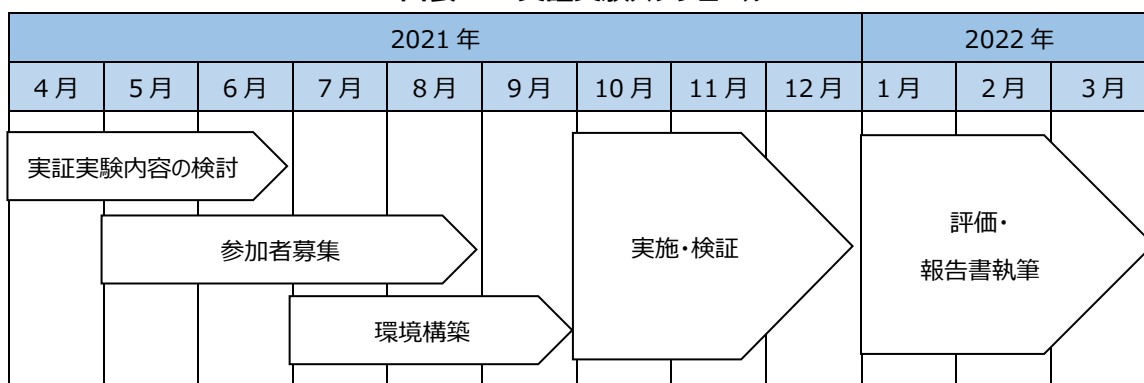 2021 年
2022 年
4 月
5 月
6 月
7 月
8 月
9 月
10 月
11 月
12 月
1 月
2 月
3 月
実証実験内容の検討
参加者募集
環境構築
実施・検証
評価・
報告書執筆